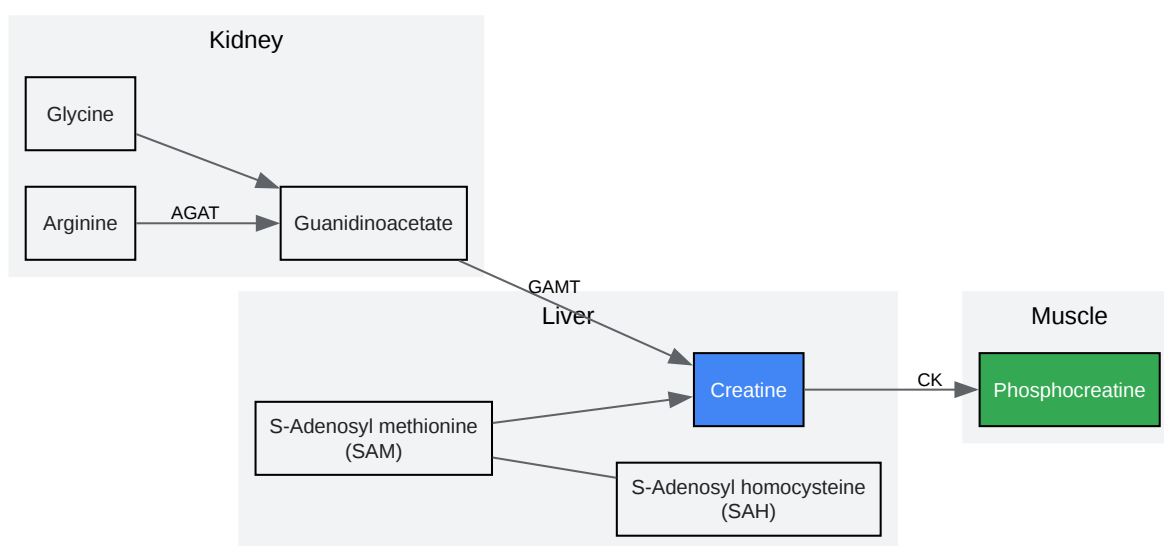 Kidney
Glycine
Arginine
AGAT
Guanidinoacetate
GAMT
Liver
Muscle
Creatine
CK
Phosphocreatine
S-Adenosyl methionine
(SAM)
S-Adenosyl homocysteine
(SAH)